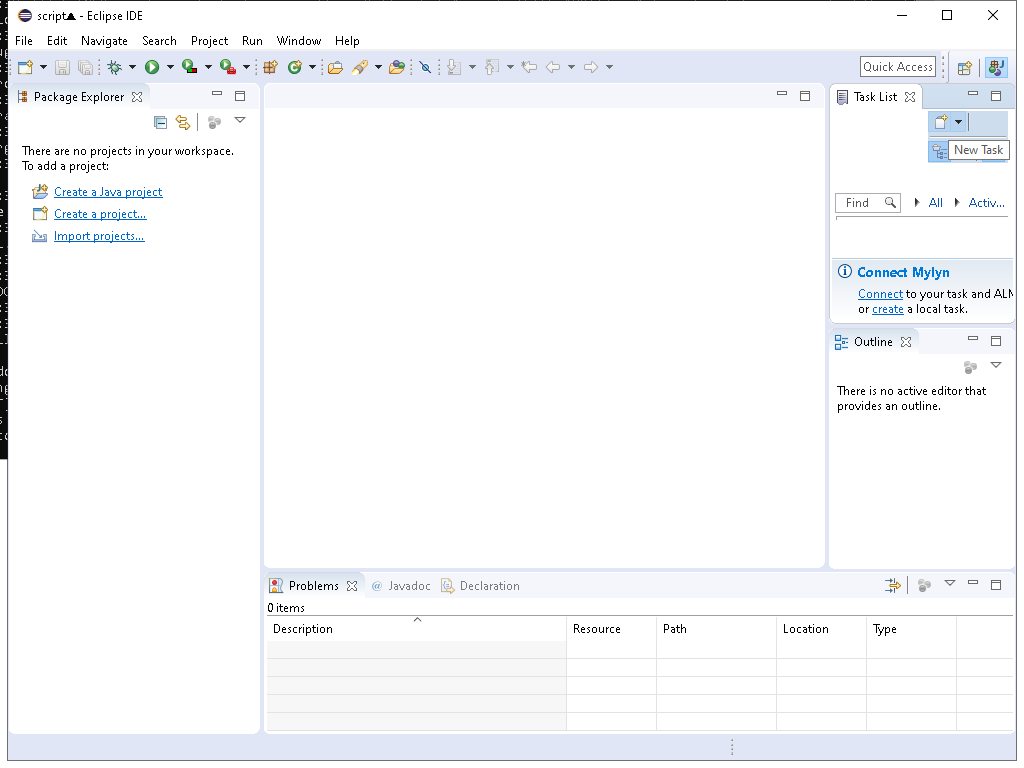 script▲ - Eclipse IDE
File Edit Navigate Search Project Run Window Help
Quick Access
Package Explorer
There are no projects in your workspace.
To add a project:
Create a Java project
Create a project...
Import projects...
Task List
New Task
Find
All
Activ...
Connect Mylyn
Connect to your task and ALM
or create a local task.
Outline
There is no active editor that
provides an outline.
Problems
@ Javadoc
Declaration
0 items
Description Resource Path Location Type